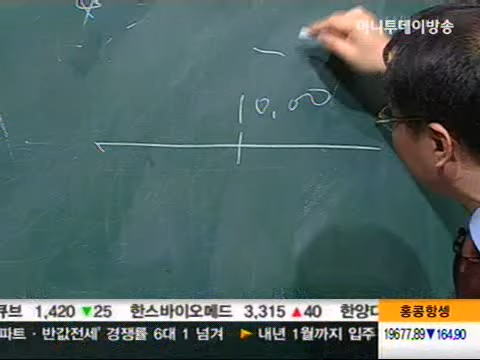 머니투데이방송
10.00
큐브 1,420 ▼25 한스바이오메드 3,315 ▲40 한양디
홍콩항셍
파트·반값전세' 경쟁률 6대 1 넘겨 ▶ 내년 1월까지 입주
19677.89▼164.90